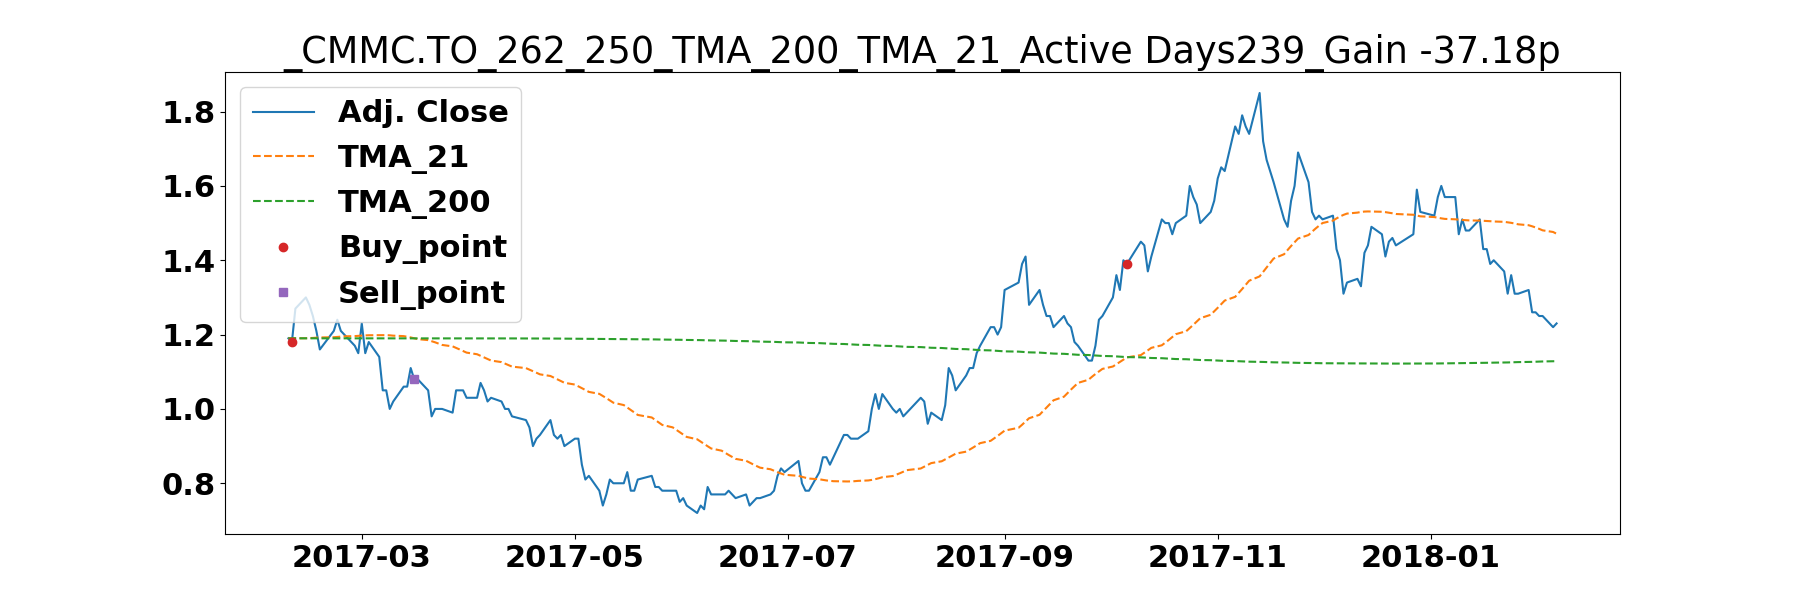 _CMMC.TO_262_250_TMA_200_TMA_21_Active Days239_Gain -37.18p
Adj. Close
TMA_21
TMA_200
Buy_point
Sell_point
1.8
1.6
1.4
1.2
1.0
0.8
2017-03 2017-05 2017-07 2017-09 2017-11 2018-01